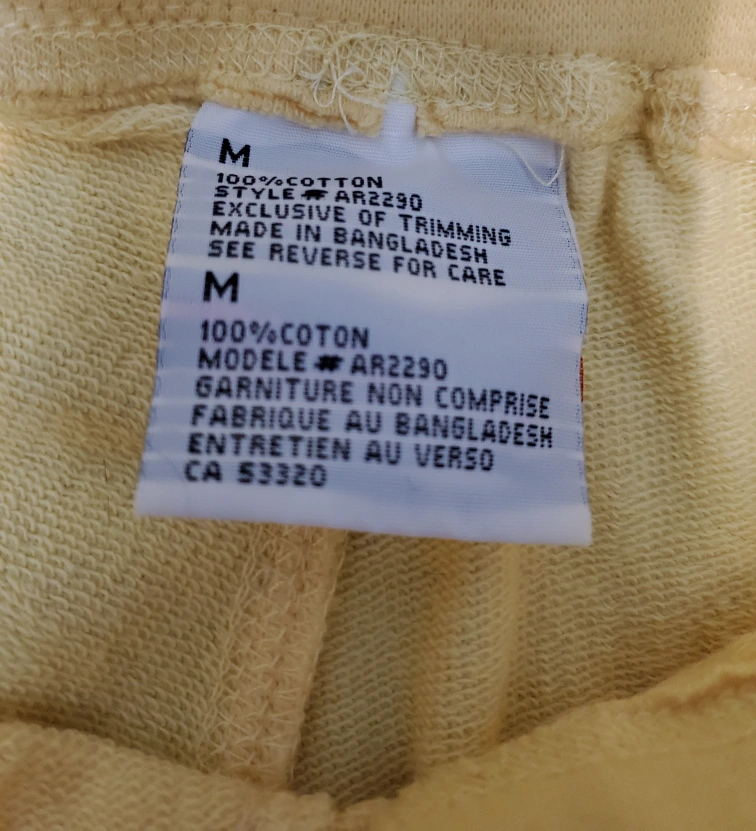 M
100%COTTON
STYLE # AR2290
EXCLUSIVE OF TRIMMING
MADE IN BANGLADESH
SEE REVERSE FOR CARE
M
100%COTON
MODELE # AR2290
GARNITURE NON COMPRISE
FABRIQUE AU BANGLADESH
ENTRETIEN AU VERSO
CA 53320